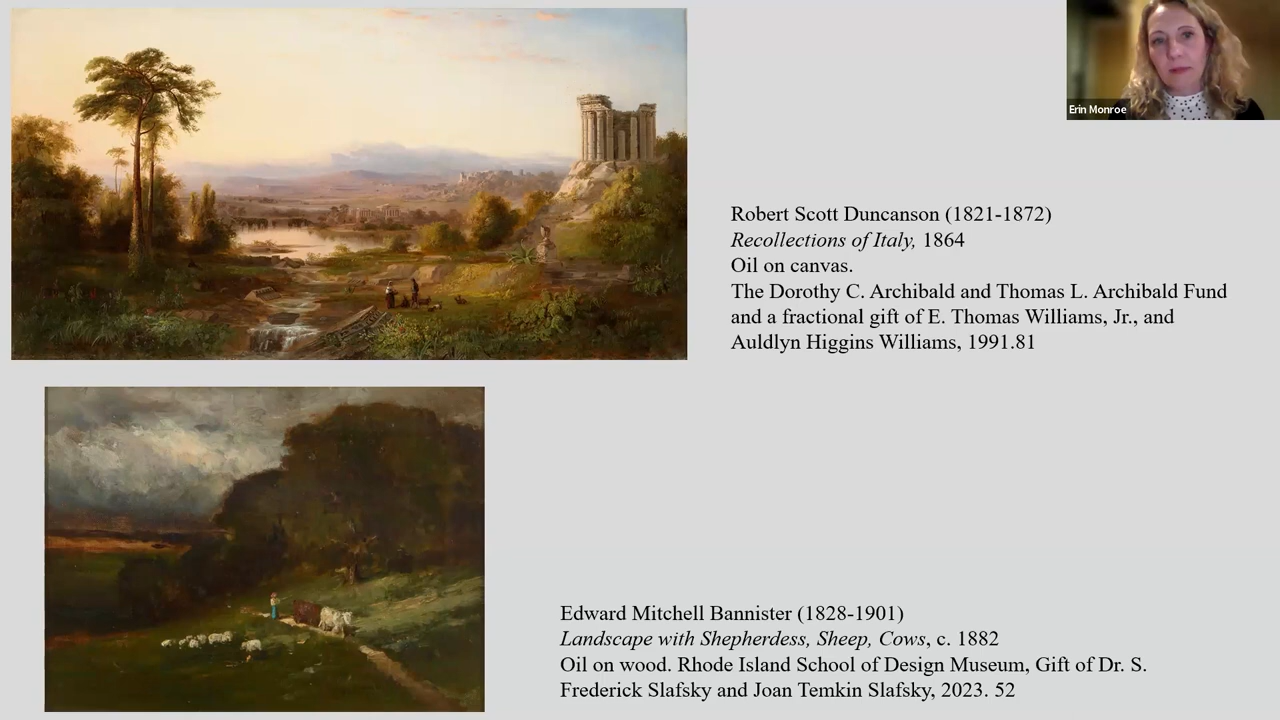 Erin Monroe
Robert Scott Duncanson (1821-1872)
Recollections of Italy, 1864
Oil on canvas.
The Dorothy C. Archibald and Thomas L. Archibald Fund
and a fractional gift of E. Thomas Williams, Jr., and
Auldlyn Higgins Williams, 1991.81
Edward Mitchell Bannister (1828-1901)
Landscape with Shepherdess, Sheep, Cows, c. 1882
Oil on wood. Rhode Island School of Design Museum, Gift of Dr. S.
Frederick Slafsky and Joan Temkin Slafsky, 2023. 52